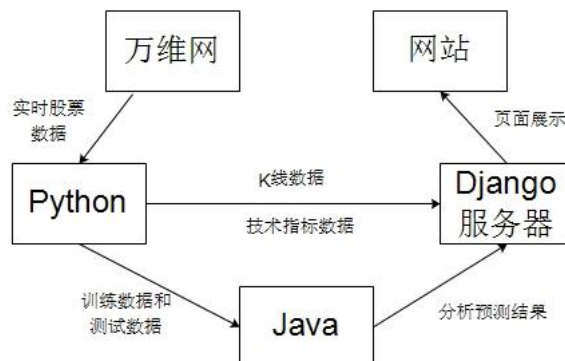 万维网
网站
实时股票
数据
页面展示
Python
K线数据
技术指标数据
Django
服务器
训练数据和
测试数据
Java
分析预测结果